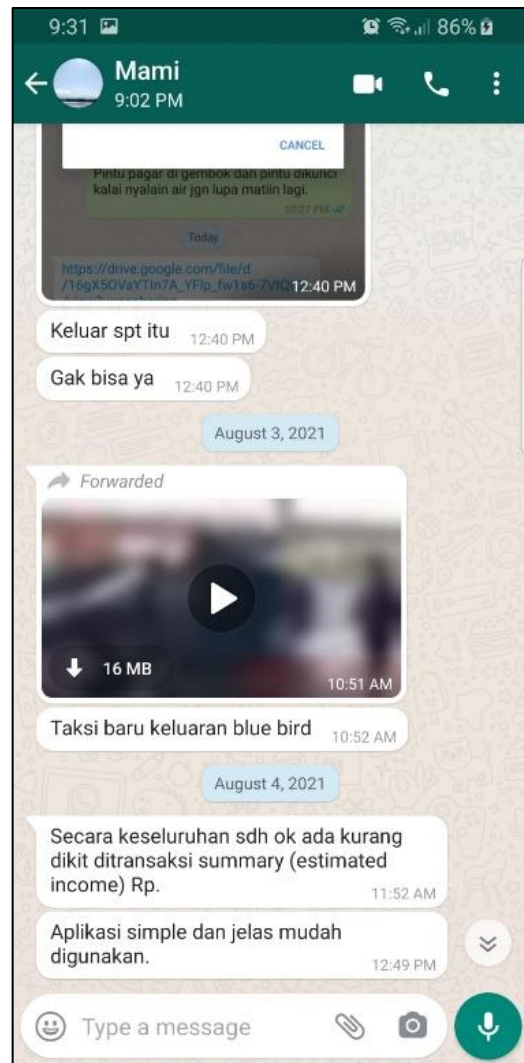 9:31
86%
Mami
9:02 PM
CANCEL
Pintu pagar di gembok dan pintu dikunci
kalai nyalain air jgn lupa matiin lagi.
10:27 PM
Today
https://drive.google.com/file/d
12:40 PM
Keluar spt itu 12:40 PM
Gak bisa ya 12:40 PM
August 3, 2021
Forwarded
16 MB
10:51 AM
Taksi baru keluaran blue bird 10:52 AM
August 4, 2021
Secara keseluruhan sdh ok ada kurang
dikit ditransaksi summary (estimated
income) Rp. 11:52 AM
Aplikasi simple dan jelas mudah
digunakan. 12:49 PM
Type a message